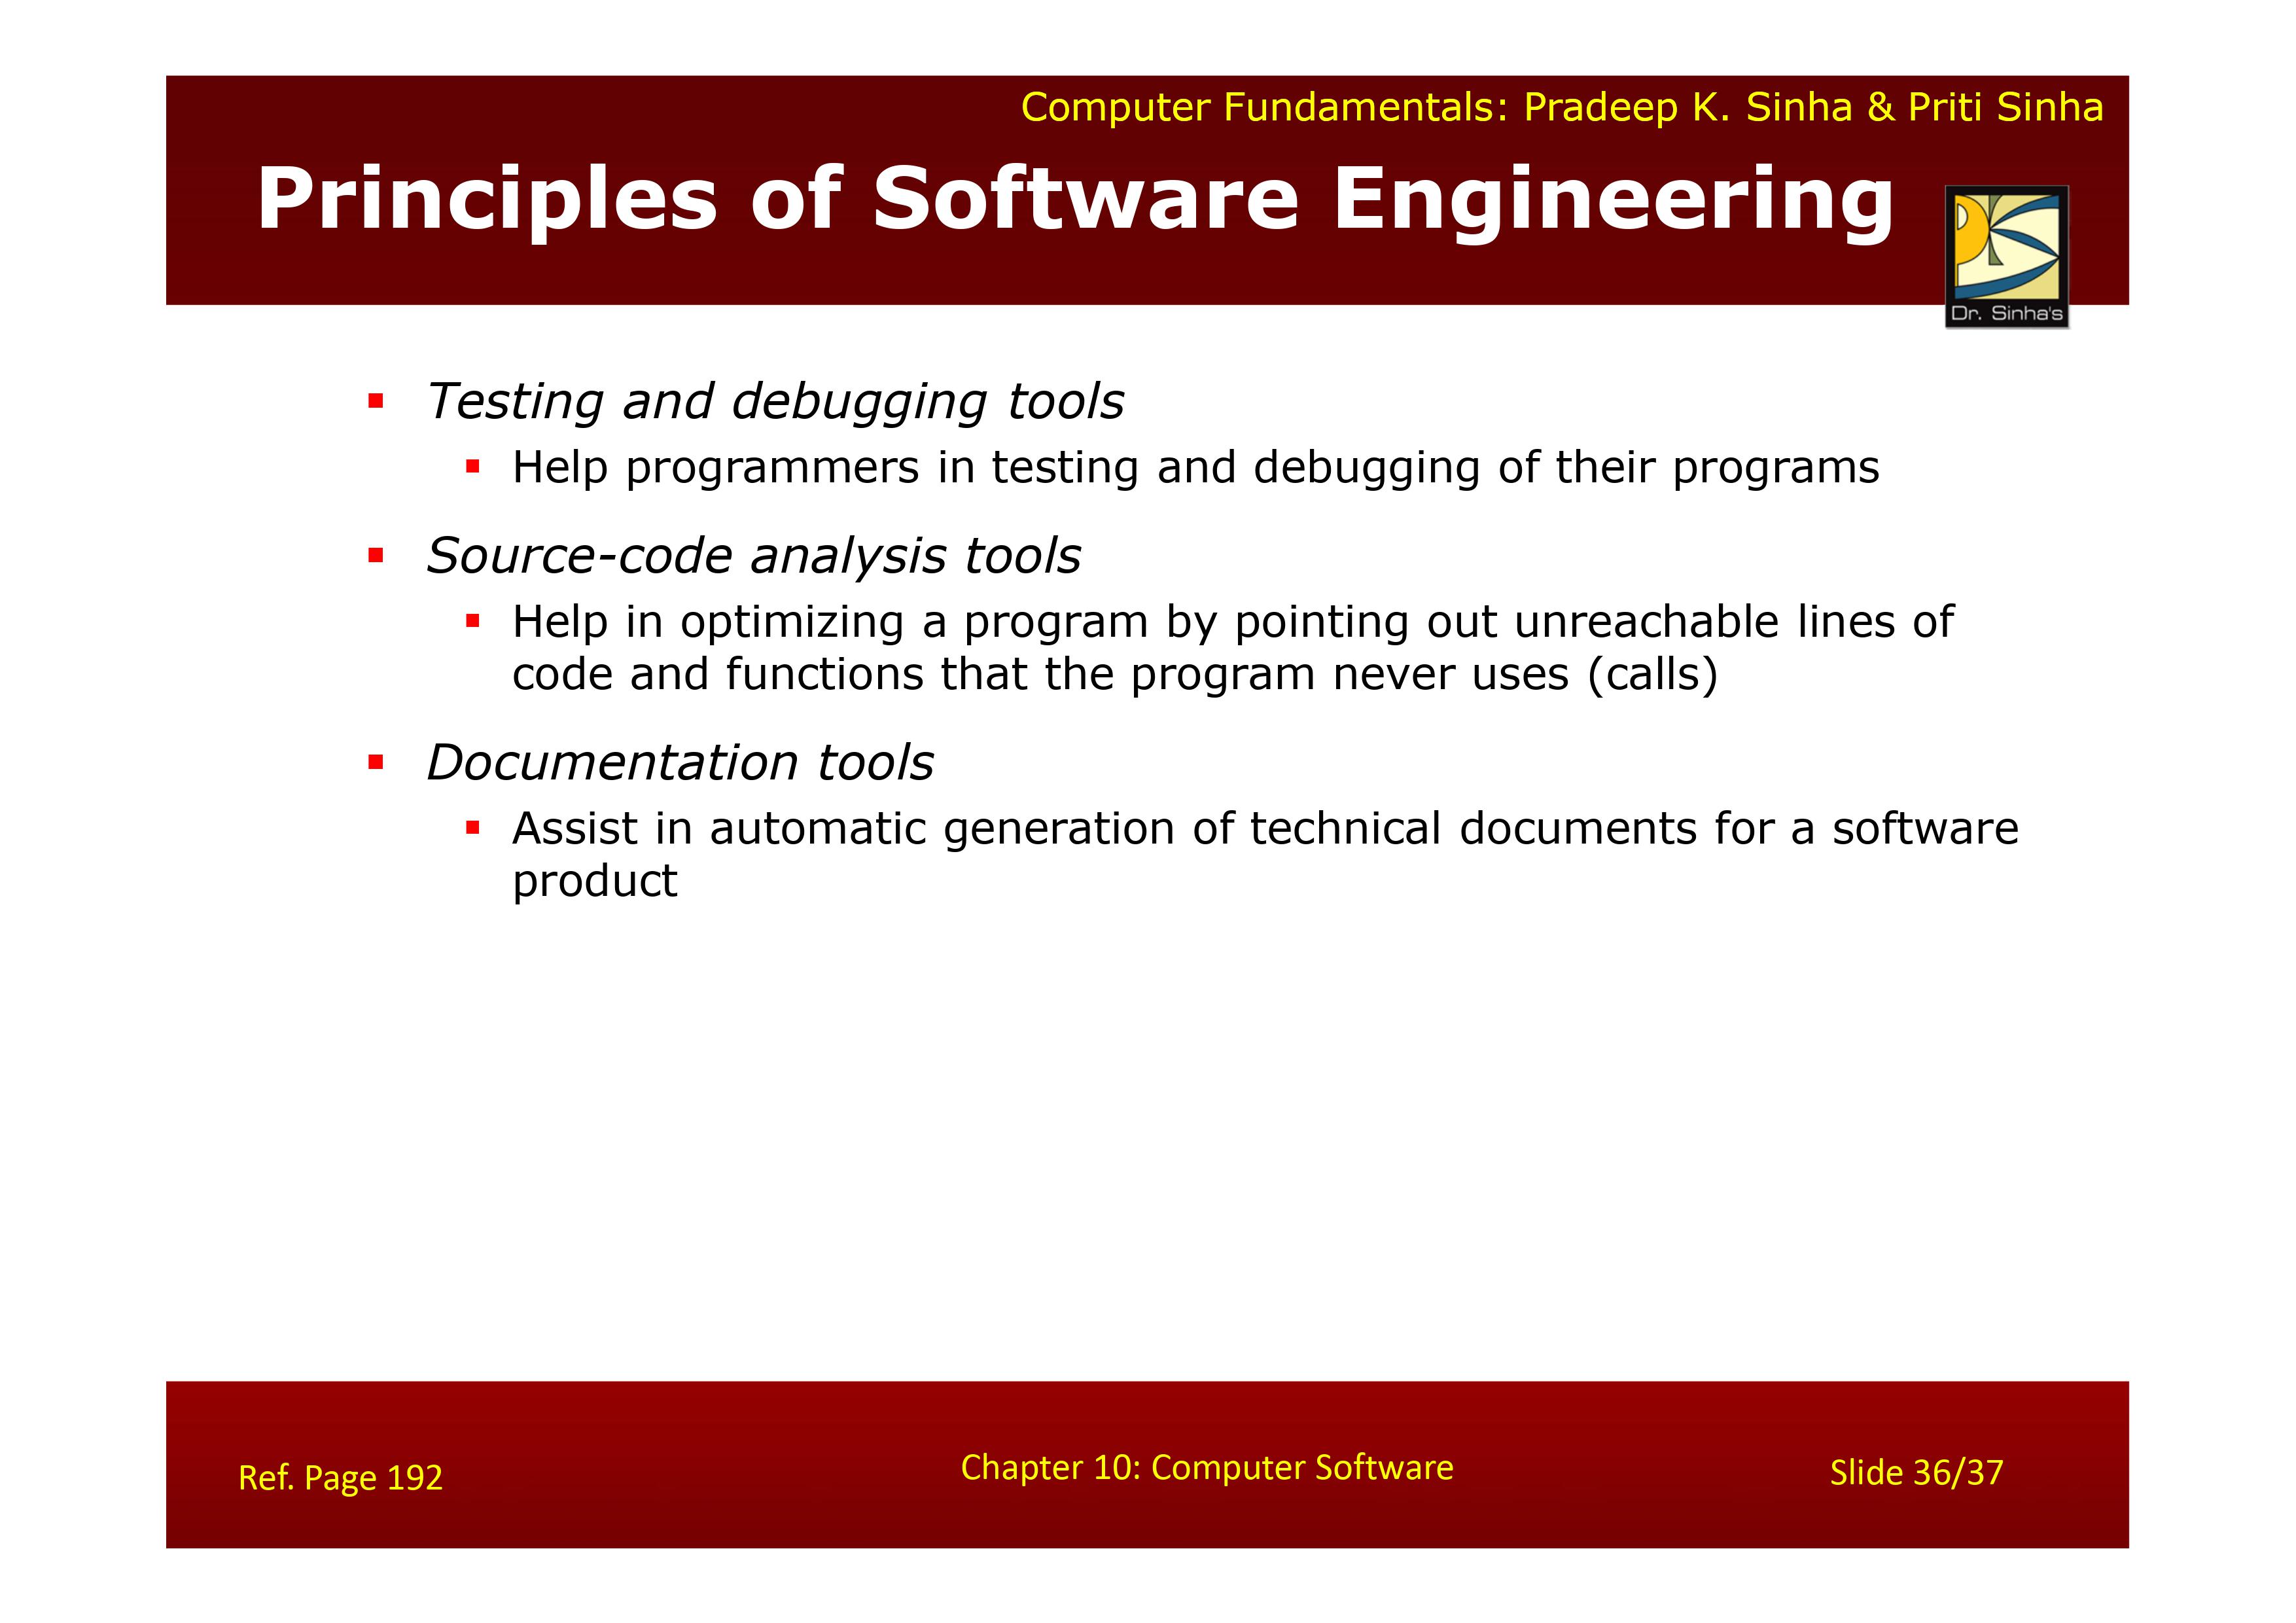 Computer Fundamentals: Pradeep K. Sinha & Priti Sinha
Principles of Software Engineering
Dr. Sinha's
▪ Testing and debugging tools
▪ Help programmers in testing and debugging of their programs
▪ Source-code analysis tools
▪ Help in optimizing a program by pointing out unreachable lines of
code and functions that the program never uses (calls)
▪ Documentation tools
▪ Assist in automatic generation of technical documents for a software
product
Ref. Page 192
Chapter 10: Computer Software
Slide 36/37